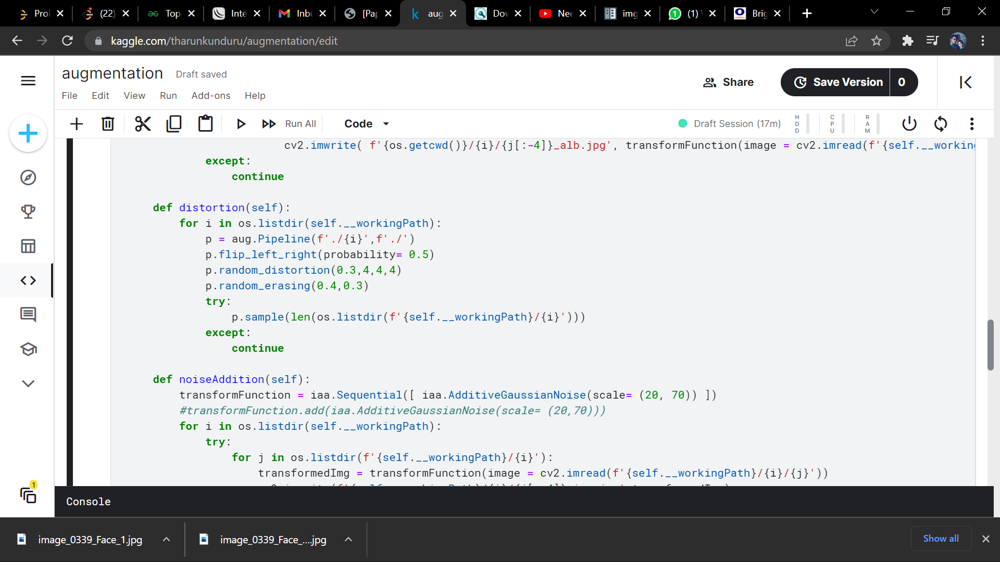 Prol
(22)
Top
Inte
Inbc
[Pap
aug
Dov
Nee
img
(1)
Brig
kaggle.com/tharunkunduru/augmentation/edit
augmentation Draft saved
File Edit View Run Add-ons Help
Share
Save Version 0
Run All
Code
Draft Session (17m)
HDD
CPU
RAM
cv2.imwrite( f'{os.getcwd()}/{i}/{j[:-4]}_alb.jpg', transformFunction(image = cv2.imread(f'{self.__working
except:
continue
def distortion(self):
for i in os.listdir(self.__workingPath):
p = aug.Pipeline(f'./{i}',f'./')
p.flip_left_right(probability= 0.5)
p.random_distortion(0.3,4,4,4)
p.random_erasing(0.4,0.3)
try:
p.sample(len(os.listdir(f'{self.__workingPath}/{i}')))
except:
continue
def noiseAddition(self):
transformFunction = iaa.Sequential([ iaa.AdditiveGaussianNoise(scale= (20, 70)) ])
#transformFunction.add(iaa.AdditiveGaussianNoise(scale= (20,70)))
for i in os.listdir(self.__workingPath):
try:
for j in os.listdir(f'{self.__workingPath}/{i}'):
transformedImg = transformFunction(image = cv2.imread(f'{self.__workingPath}/{i}/{j}'))
1
Console
image_0339_Face_1.jpg
image_0339_Face_....jpg
Show all